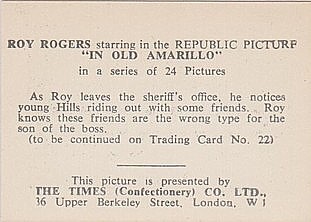 ROY ROGERS starring in the REPUBLIC PICTURE
"IN OLD AMARILLO"
in a series of 24 Pictures
As Roy leaves the sheriff's office, he notices
young Hills riding out with some friends. Roy
knows these friends are the wrong type for the
son of the boss.
(to be continued on Trading Card No. 22)
This picture is presented by
THE TIMES (Confectionery) CO. LTD.,
36 Upper Berkeley Street, London, W 1